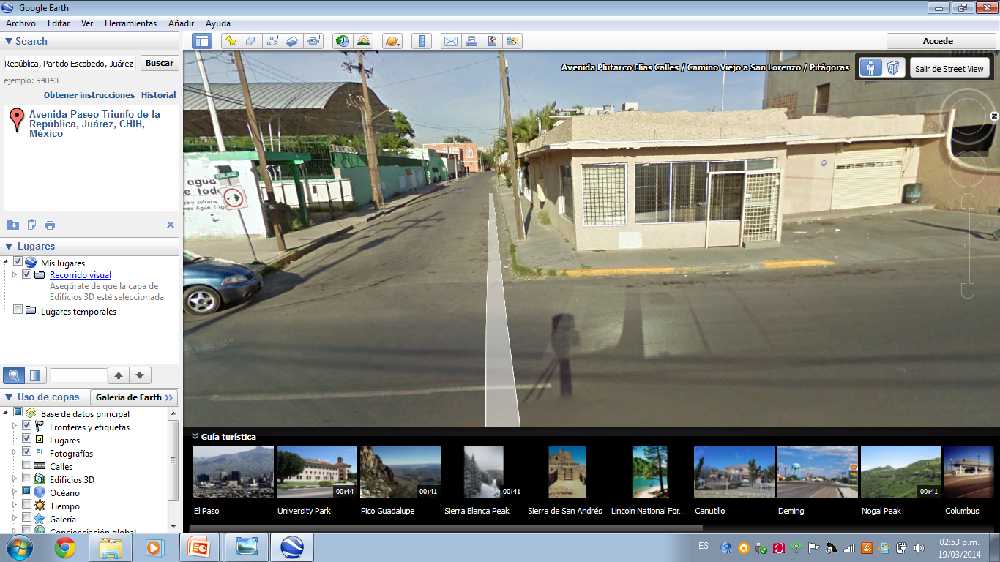 Google Earth
Archivo Editar Ver Herramientas Añadir Ayuda
Search
República, Partido Escobedo, Juárez
Buscar
ejemplo: 94043
Obtener instrucciones Historial
Avenida Paseo Triunfo de la
República, Juárez, CHIH,
México
Lugares
Mis lugares
Recorrido visual
Asegúrate de que la capa de
Edificios 3D esté seleccionada
Lugares temporales
Uso de capas
Galería de Earth >>
Base de datos principal
Fronteras y etiquetas
Lugares
Fotografías
Calles
Edificios 3D
Océano
Tiempo
Galería
Concienciación global
Accede
Avenida Plutarco Elías Calles / Camino Viejo a San Lorenzo / Pitágoras
Salir de Street View
N
agua
e tod
y cultura,
mos Agua
Google
Guía turística
00:44
00:41
00:41
00:41
El Paso
University Park
Pico Guadalupe
Sierra Blanca Peak
Sierra de San Andrés
Lincoln National For...
Canutillo
Deming
Nogal Peak
Columbus
ES
02:53 p.m.
19/03/2014